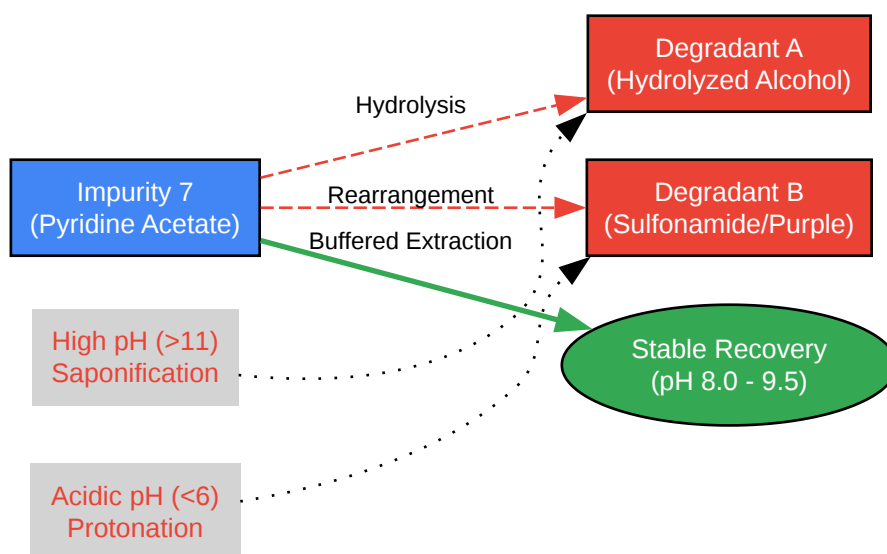 Degradant A
(Hydrolyzed Alcohol)
Hydrolysis
Impurity 7
(Pyridine Acetate)
Rearrangement
Degradant B
(Sulfonamide/Purple)
Buffered Extraction
High pH (>11)
Saponification
Stable Recovery
(pH 8.0 - 9.5)
Acidic pH (<6)
Protonation